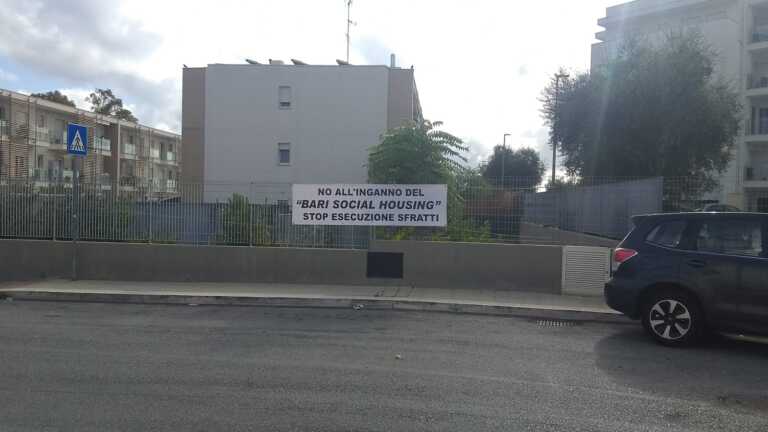 NO ALL'INGANNO DEL
"BARI SOCIAL HOUSING"
STOP ESECUZIONE SFRATTI